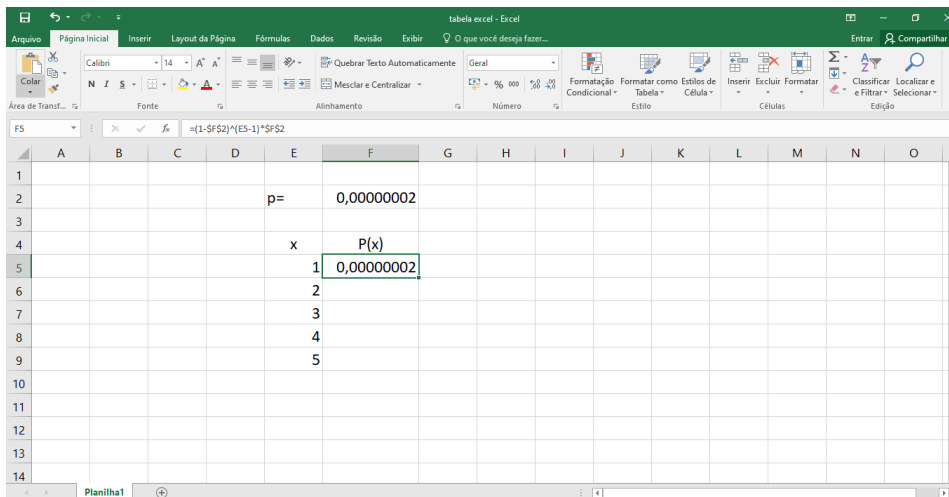 tabela excel - Excel
Arquivo Página Inicial Inserir Layout da Página Fórmulas Dados Revisão Exibir O que você deseja fazer... Entrar Compartilhar
Colar Calibri 14 A A Quebrar Texto Automaticamente Geral
N I S A Mesclar e Centralizar % 000 Formatação Condicional Formatar como Tabela Estilos de Célula Inserir Excluir Formatar Classificar e Filtrar Localizar e Selecionar
Área de Transf... Fonte Alinhamento Número Estilo Células Edição
F5 fx =(1-$F$2)^(E5-1)*$F$2
A B C D E F G H I J K L M N O
1
2 p= 0,00000002
3
4 x P(x)
5 1 0,00000002
6 2
7 3
8 4
9 5
10
11
12
13
14
Planilha1